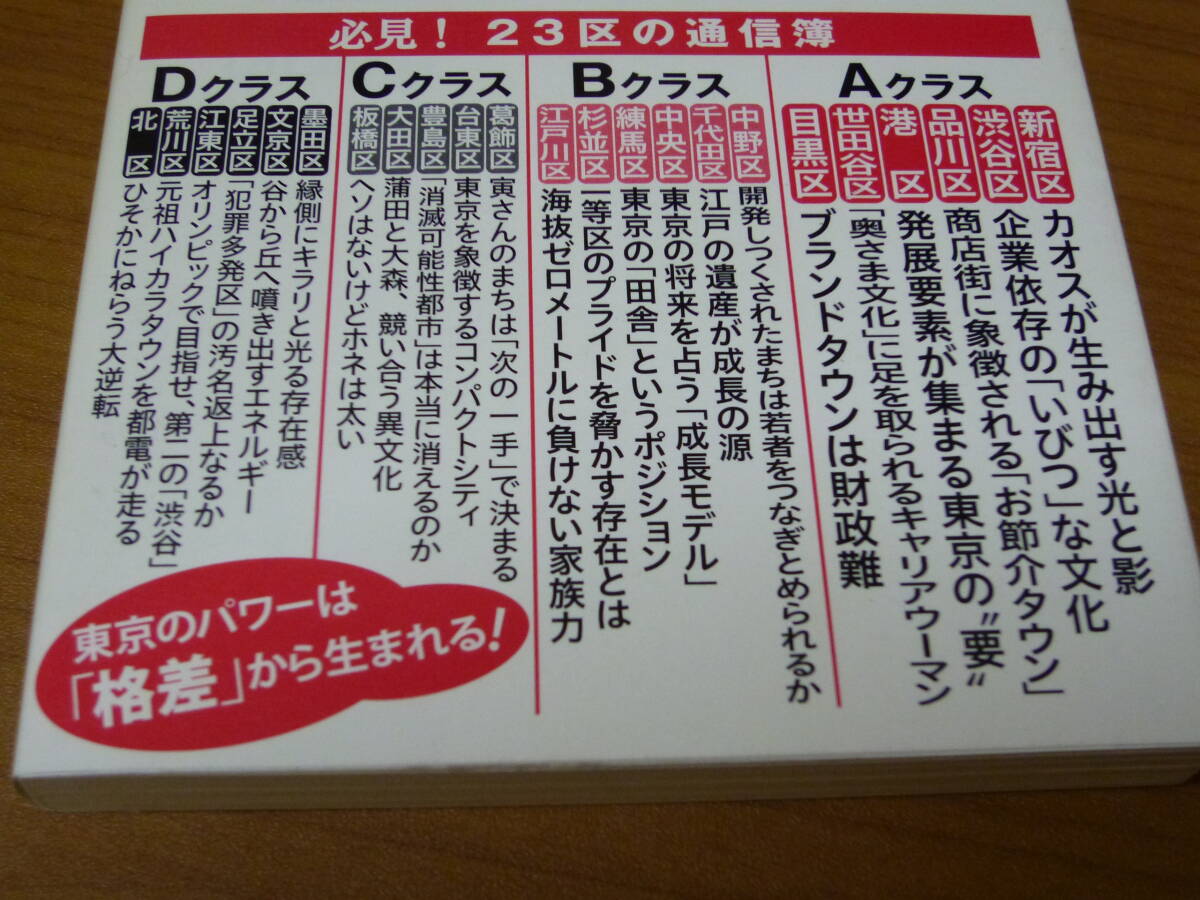 必見！23区の通信簿
Aクラス
新宿区 カオスが生み出す光と影
渋谷区 企業依存の「いびつ」な文化
品川区 商店街に象徴される「お節介タウン」
港区 発展要素が集まる東京の〝要〟
世田谷区 「奥さま文化」に足を取られるキャリアウーマン
目黒区 ブランドタウンは財政難
Bクラス
中野区 開発しつくされたまちは若者をつなぎとめられるか
千代田区 江戸の遺産が成長の源
中央区 東京の将来を占う「成長モデル」
練馬区 東京の「田舎」というポジション
杉並区 一等区のプライドを脅かす存在とは
江戸川区 海抜ゼロメートルに負けない家族力
Cクラス
葛飾区 寅さんのまちは「次の一手」で決まる
台東区 東京を象徴するコンパクトシティ
豊島区 「消滅可能性都市」は本当に消えるのか
大田区 蒲田と大森、競い合う異文化
板橋区 ヘソはないけどホネは太い
Dクラス
墨田区 縁側にキラリと光る存在感
文京区 谷から丘へ噴き出すエネルギー
足立区 「犯罪多発区」の汚名返上なるか
江東区 オリンピックで目指せ、第二の「渋谷」
荒川区 元祖ハイカラタウンを都電が走る
北区 ひそかにねらう大逆転
東京のパワーは
「格差」から生まれる！